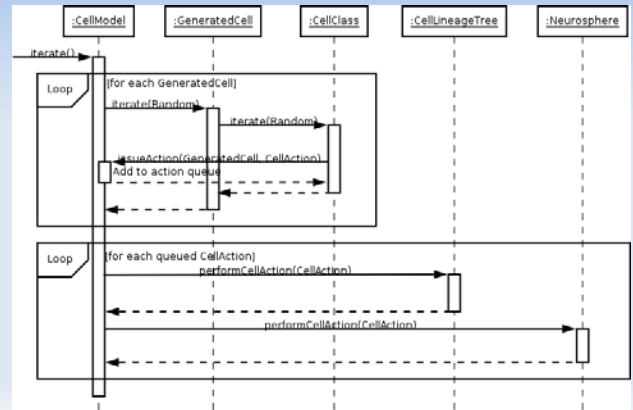 :CellModel
:GeneratedCell
:CellClass
:CellLineageTree
:Neurosphere
iterate()
Loop
[for each GeneratedCell]
iterate(Random)
iterate(Random)
issueAction(GeneratedCell, CellAction)
Add to action queue
Loop
[for each queued CellAction]
performCellAction(CellAction)
performCellAction(CellAction)